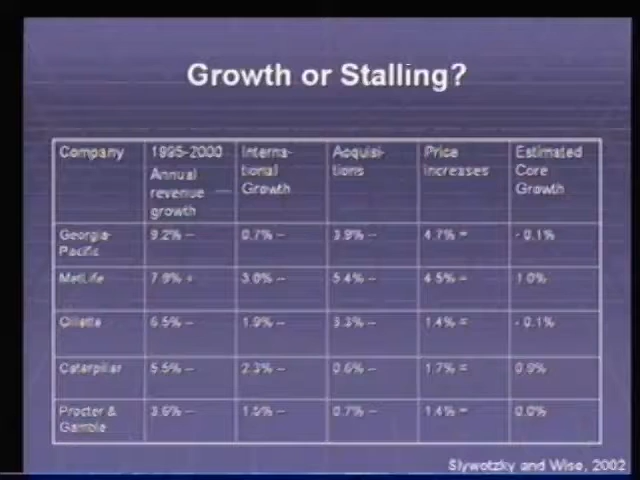 Growth or Stalling?
Company
1995-2000
Annual
revenue —
growth
Interna-
tional
Growth
Acquisi-
tions
Price
increases
Estimated
Core
Growth
Georgia-
Pacific
9.2% –
0.7% –
3.9% –
4.7% =
- 0.1%
MetLife
7.9% +
3.0% –
5.4% –
4.5% =
1.0%
Gillette
6.5% –
1.9% –
3.3% –
1.4% =
- 0.1%
Caterpillar
5.5% –
2.3% –
0.6% –
1.7% =
0.9%
Procter &
Gamble
3.6% –
1.5% –
0.7% –
1.4% =
0.0%
Slywotzky and Wise, 2002